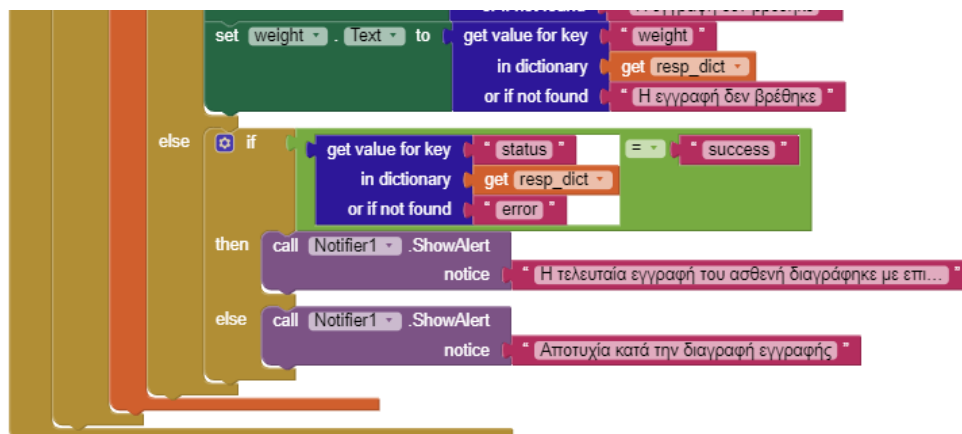 set weight . Text to get value for key " weight "
in dictionary get resp_dict
or if not found " Η εγγραφή δεν βρέθηκε "
else if get value for key " status " = " success "
in dictionary get resp_dict
or if not found " error "
then call Notifier1 .ShowAlert
notice " Η τελευταία εγγραφή του ασθενή διαγράφηκε με επι... "
else call Notifier1 .ShowAlert
notice " Αποτυχία κατά την διαγραφή εγγραφής "